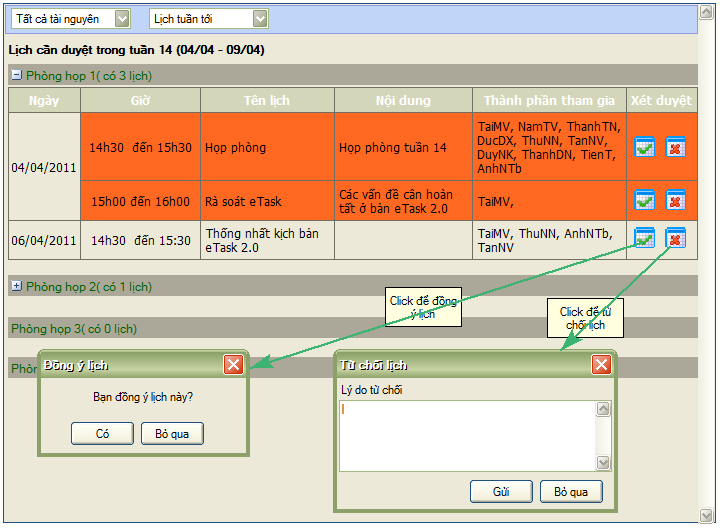 Tất cả tài nguyên Lịch tuần tới
Lịch cần duyệt trong tuần 14 (04/04 - 09/04)
Phòng họp 1( có 3 lịch)
Ngày Giờ Tên lịch Nội dung Thành phần tham gia Xét duyệt
04/04/2011
14h30 đến 15h30
Họp phòng
Họp phòng tuần 14
TaiMV, NamTV, ThanhTN,
DucDX, ThuNN, TanNV,
DuyNK, ThanhDN, TienT,
AnhNTb
15h00 đến 16h00
Rà soát eTask
Các vấn đề cần hoàn
tất ở bản eTask 2.0
TaiMV,
06/04/2011
14h30 đến 15:30
Thống nhất kịch bản
eTask 2.0
TaiMV, ThuNN, AnhNTb,
TanNV
Phòng họp 2( có 1 lịch)
Click để đồng
ý lịch
Click để từ
chối lịch
Phòng họp 3( có 0 lịch)
Phòn
Đồng ý lịch
Bạn đồng ý lịch này?
Có Bỏ qua
Từ chối lịch
Lý do từ chối
Gửi Bỏ qua